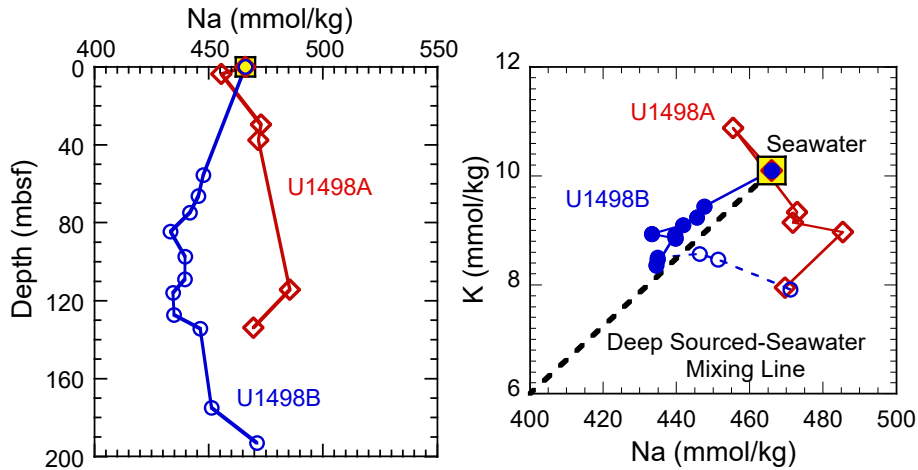 Na (mmol/kg)
400 450 500 550
0
40
80
120
160
200
Depth (mbsf)
U1498A
U1498B
12
10
8
6
K (mmol/kg)
U1498A
Seawater
U1498B
Deep Sourced-Seawater
Mixing Line
400 420 440 460 480 500
Na (mmol/kg)